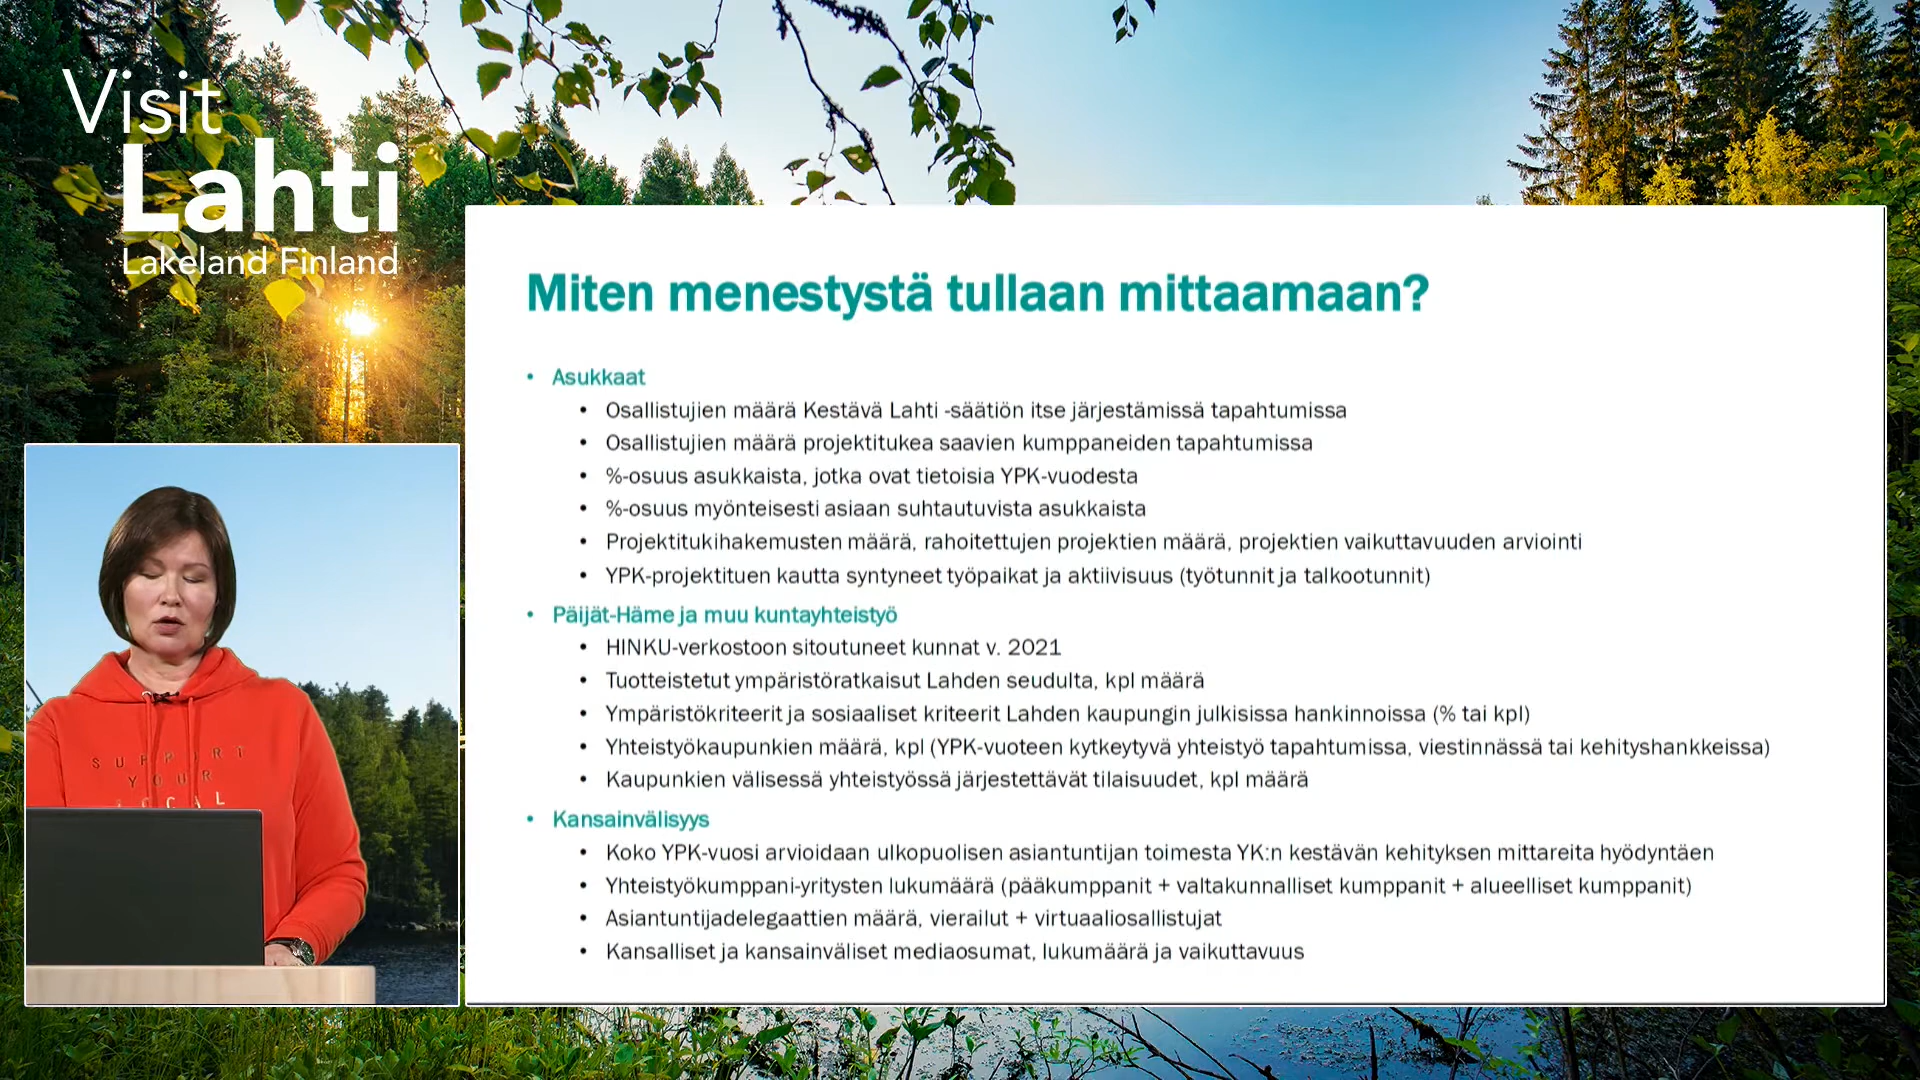 Visit
Lahti
Lakeland Finland
Miten menestystä tullaan mittaamaan?
• Asukkaat
• Osallistujien määrä Kestävä Lahti -säätiön itse järjestämissä tapahtumissa
• Osallistujien määrä projektitukea saavien kumppaneiden tapahtumissa
• %-osuus asukkaista, jotka ovat tietoisia YPK-vuodesta
• %-osuus myönteisesti asiaan suhtautuvista asukkaista
• Projektitukihakemusten määrä, rahoitettujen projektien määrä, projektien vaikuttavuuden arviointi
• YPK-projektituen kautta syntyneet työpaikat ja aktiivisuus (työtunnit ja talkootunnit)
• Päijät-Häme ja muu kuntayhteistyö
• HINKU-verkostoon sitoutuneet kunnat v. 2021
• Tuotteistetut ympäristöratkaisut Lahden seudulta, kpl määrä
• Ympäristökriteerit ja sosiaaliset kriteerit Lahden kaupungin julkisissa hankinnoissa (% tai kpl)
• Yhteistyökaupunkien määrä, kpl (YPK-vuoteen kytkeytyvä yhteistyö tapahtumissa, viestinnässä tai kehityshankkeissa)
• Kaupunkien välisessä yhteistyössä järjestettävät tilaisuudet, kpl määrä
• Kansainvälisyys
• Koko YPK-vuosi arvioidaan ulkopuolisen asiantuntijan toimesta YK:n kestävän kehityksen mittareita hyödyntäen
• Yhteistyökumppani-yritysten lukumäärä (pääkumppanit + valtakunnalliset kumppanit + alueelliset kumppanit)
• Asiantuntijadelegaattien määrä, vierailut + virtuaaliosallistujat
• Kansalliset ja kansainväliset mediaosumat, lukumäärä ja vaikuttavuus
SUPPORT
YOUR
LOCAL